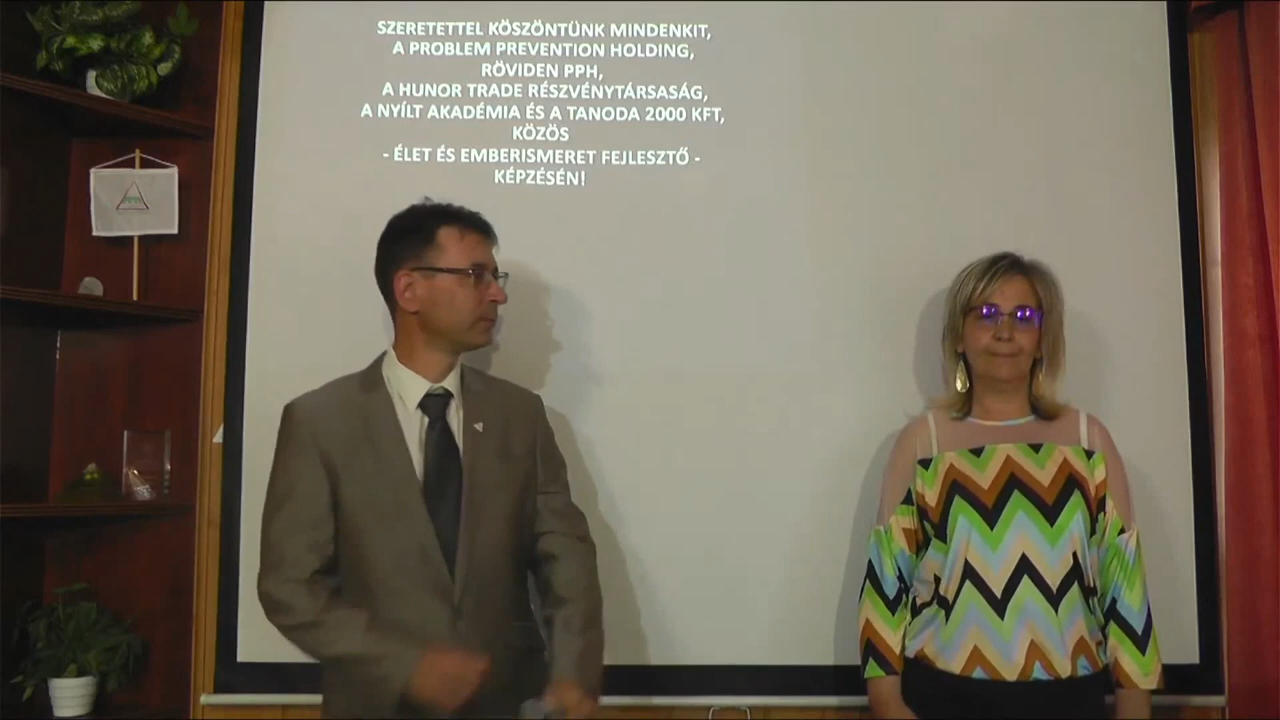 SZERETETTEL KÖSZÖNTÜNK MINDENKIT,
A PROBLEM PREVENTION HOLDING,
RÖVIDEN PPH,
A HUNOR TRADE RÉSZVÉNYTÁRSASÁG,
A NYÍLT AKADÉMIA ÉS A TANODA 2000 KFT,
KÖZÖS
- ÉLET ÉS EMBERISMERET FEJLESZTŐ -
KÉPZÉSÉN!